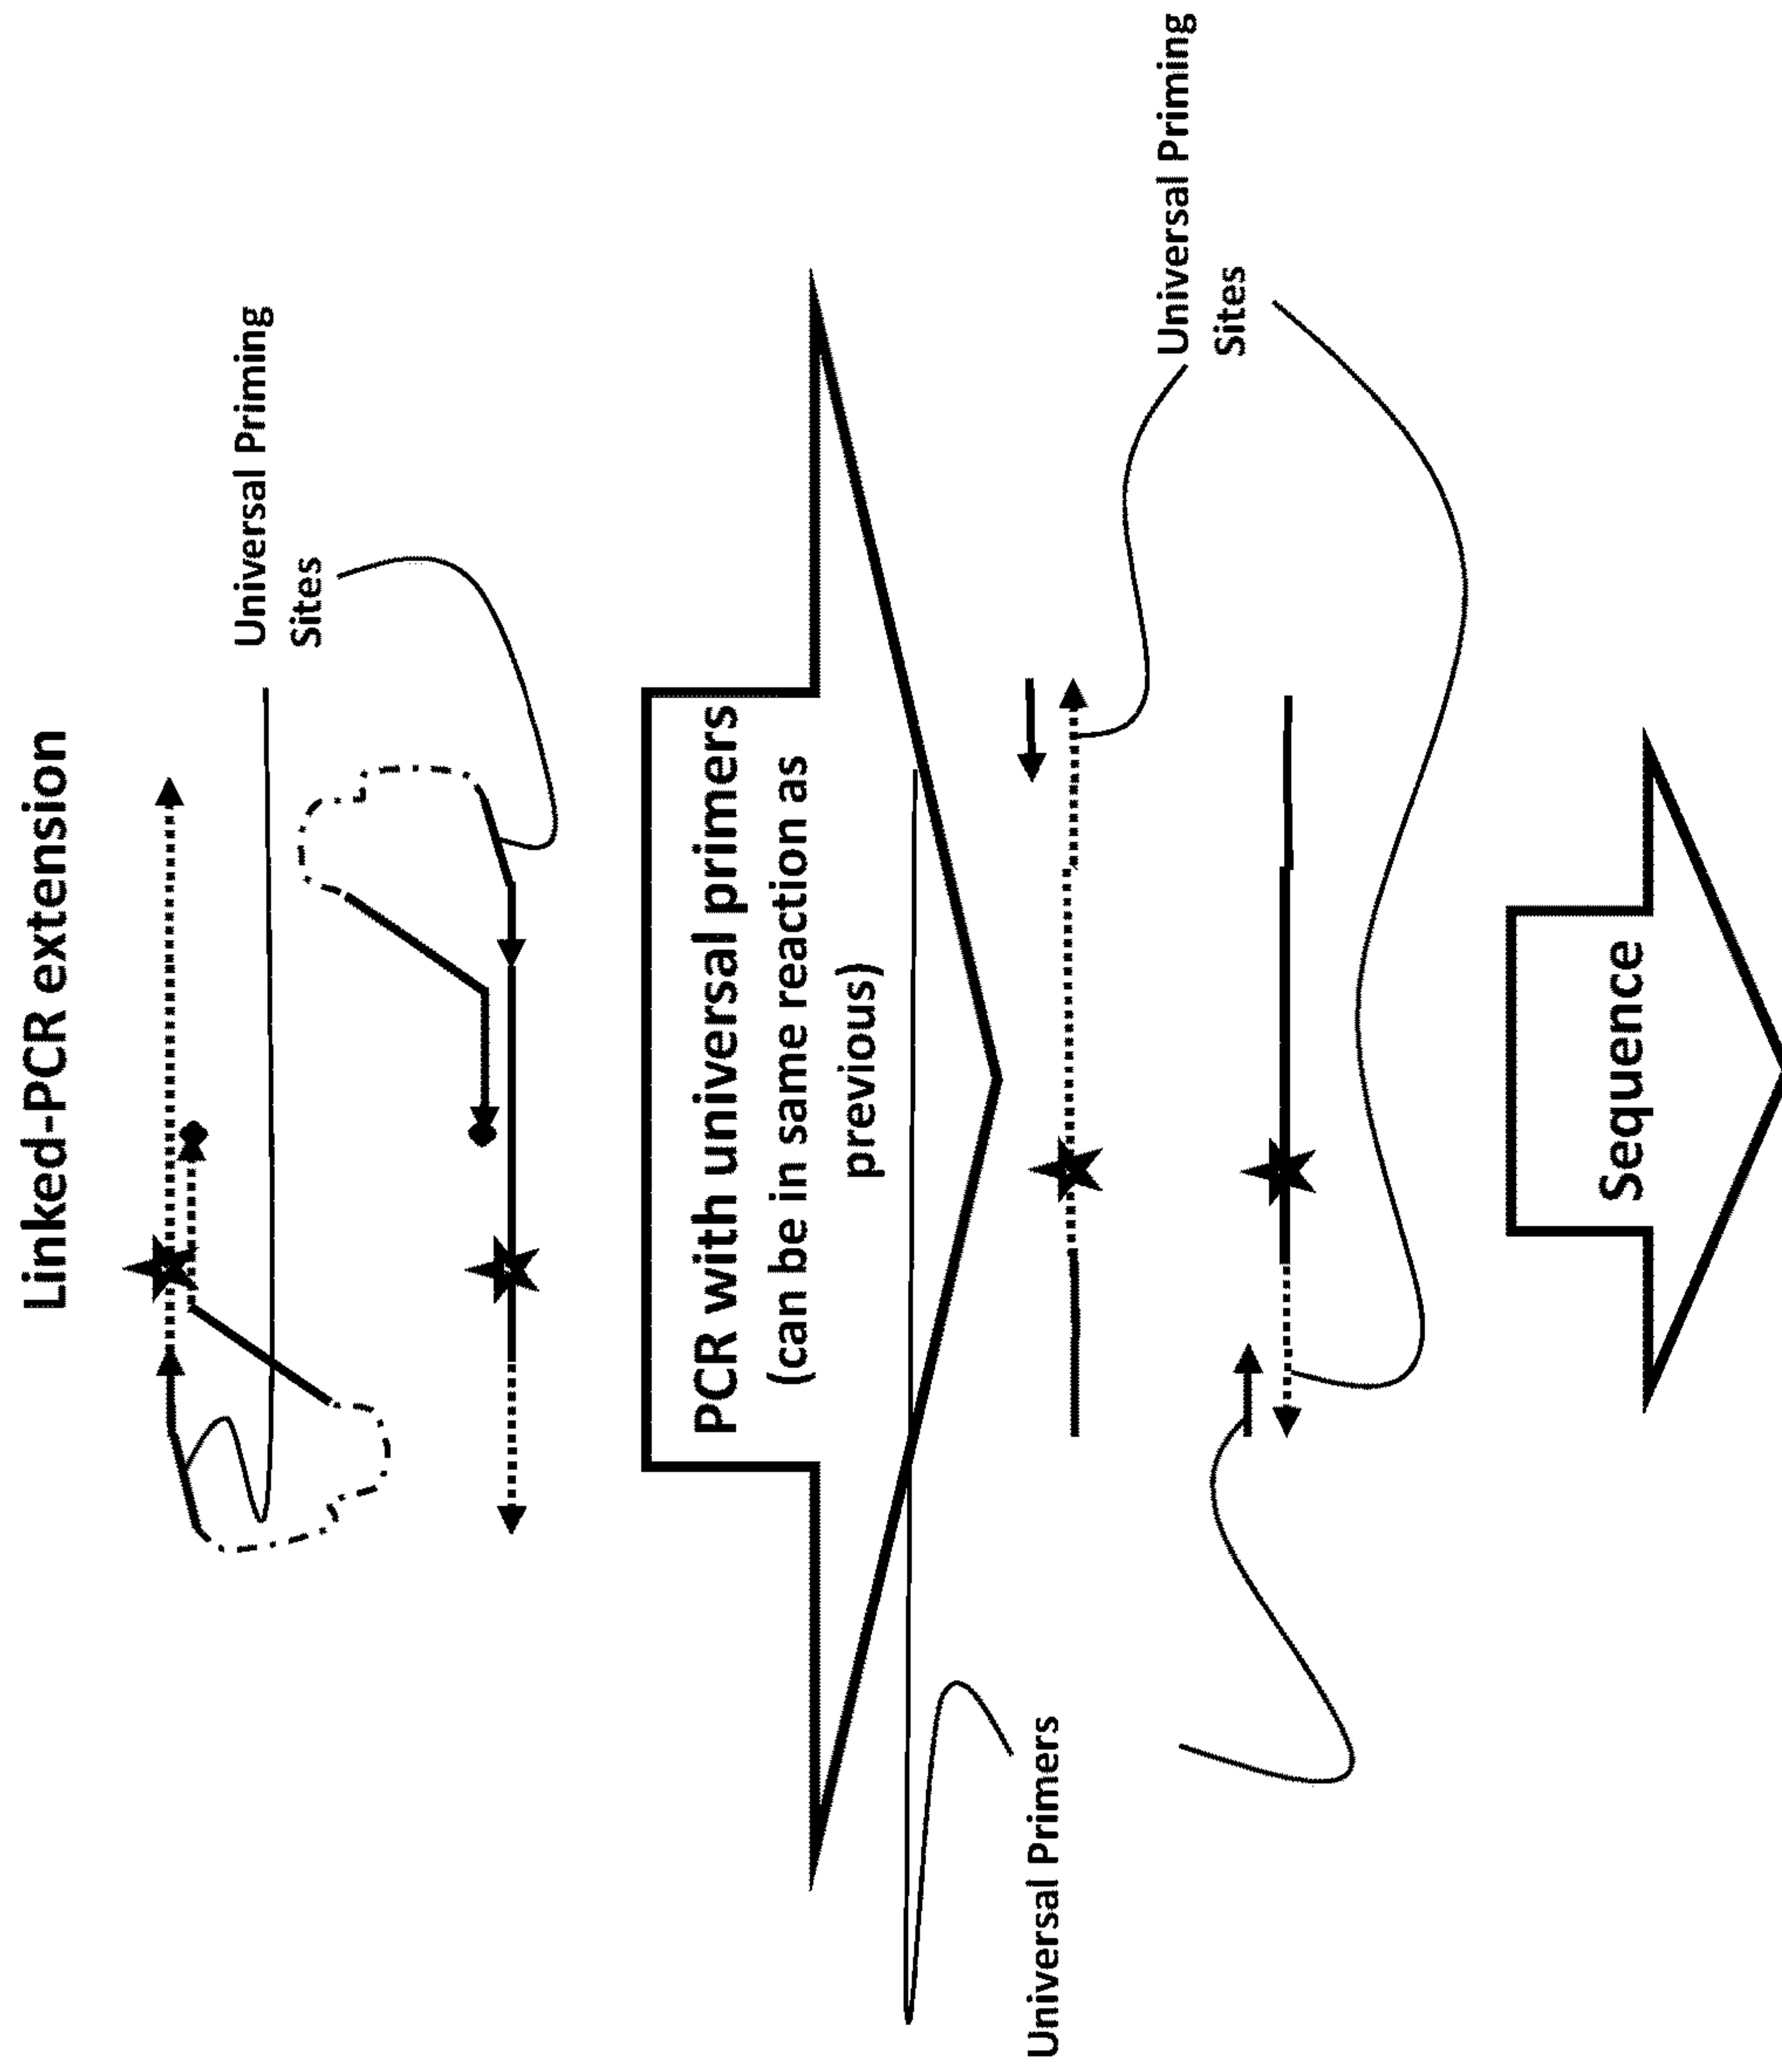 Linked-PCR extension
Universal Priming
Sites
PCR with universal primers
(can be in same reaction as
previous)
Universal Primers
Universal Priming
Sites
Sequence